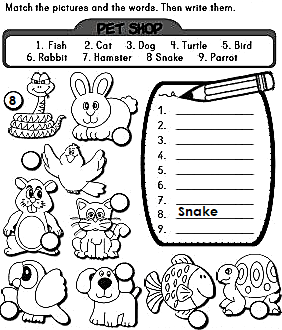 Match the pictures and the words. Then write them.
PET SHOP
1. Fish 2. Cat 3. Dog 4. Turtle 5. Bird
6. Rabbit 7. Hamster 8 Snake 9. Parrot
8
1.
2.
3.
4.
5.
6.
7.
8. Snake
9.